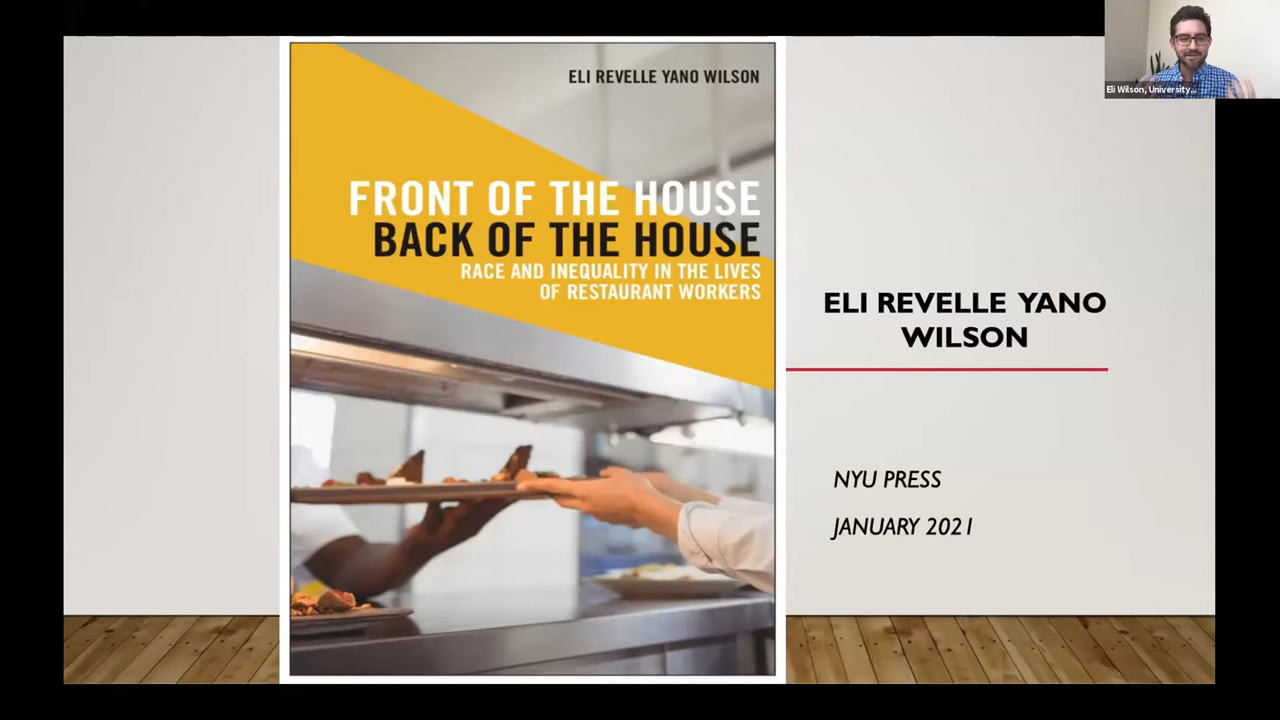 ELI REVELLE YANO WILSON
FRONT OF THE HOUSE
BACK OF THE HOUSE
RACE AND INEQUALITY IN THE LIVES
OF RESTAURANT WORKERS
ELI REVELLE YANO
WILSON
NYU PRESS
JANUARY 2021
Eli Wilson, University...